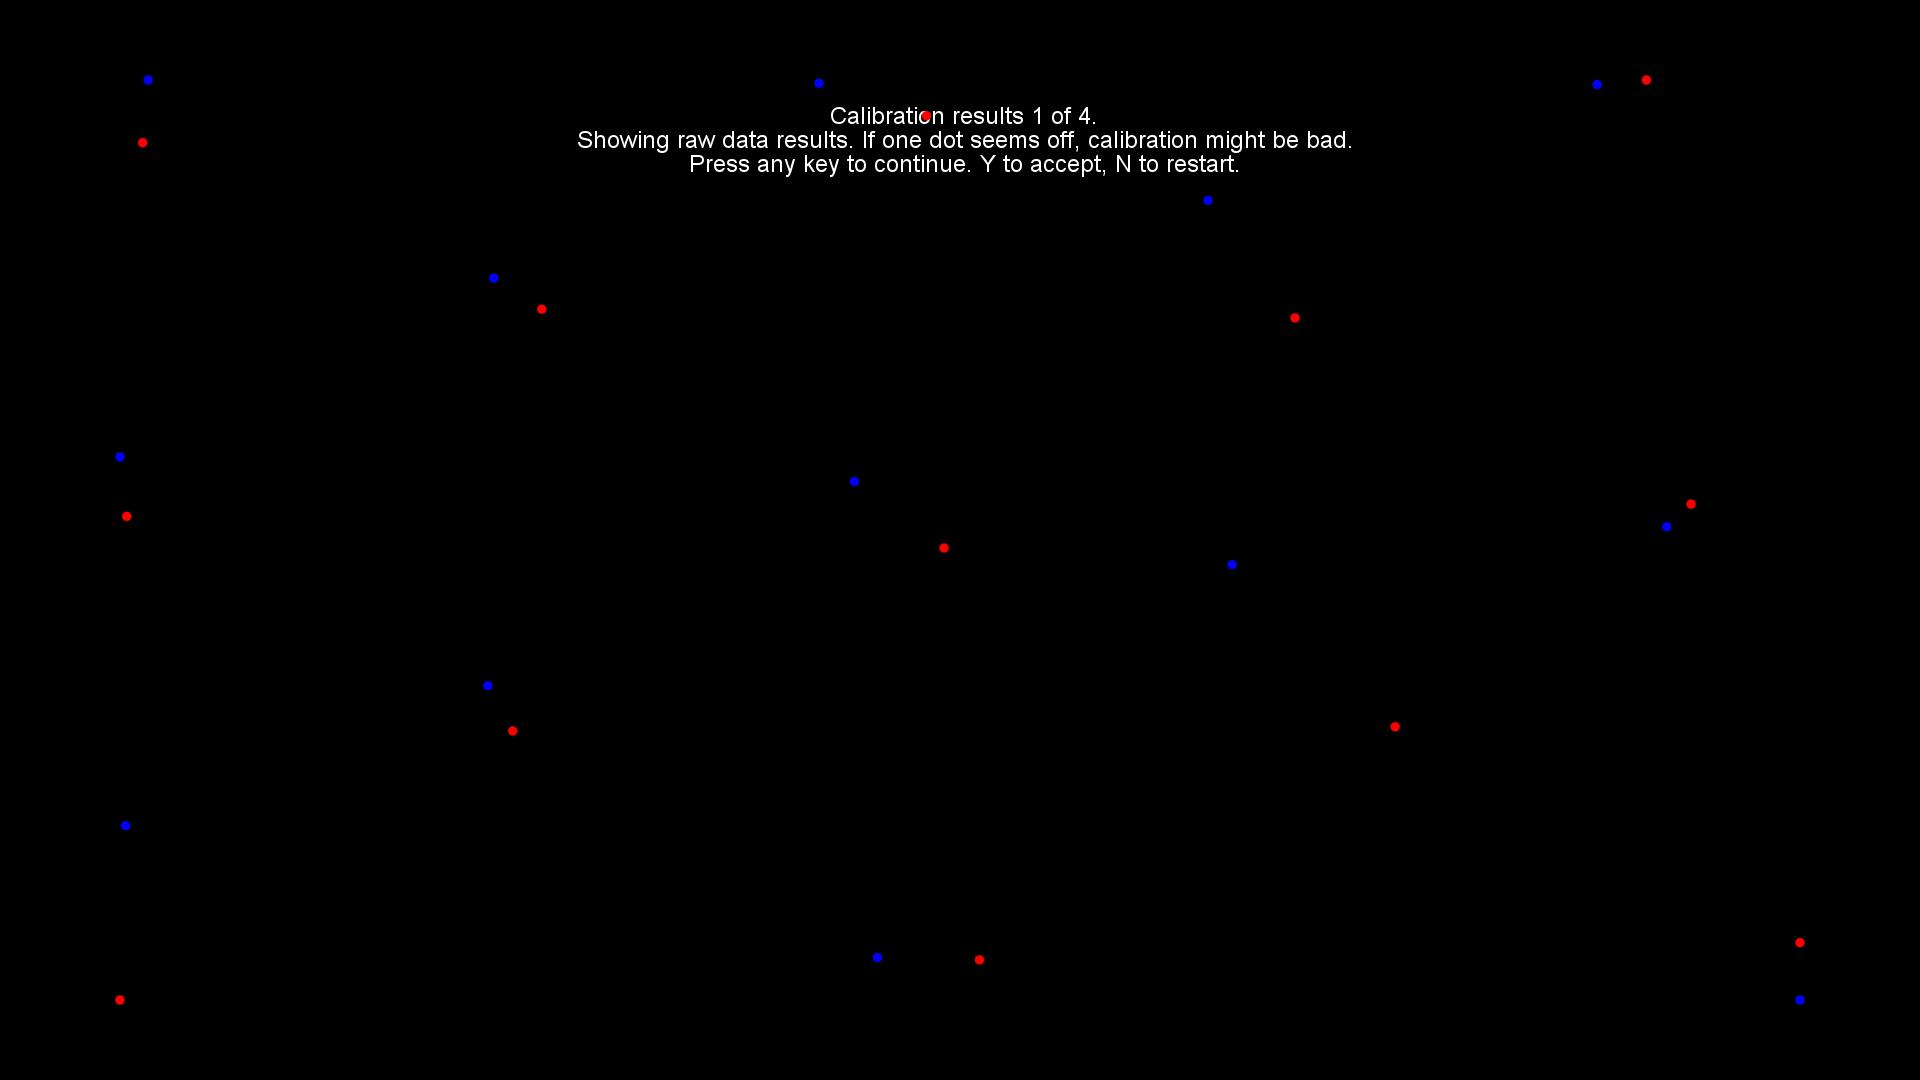 Calibration results 1 of 4.
Showing raw data results. If one dot seems off, calibration might be bad.
Press any key to continue. Y to accept, N to restart.